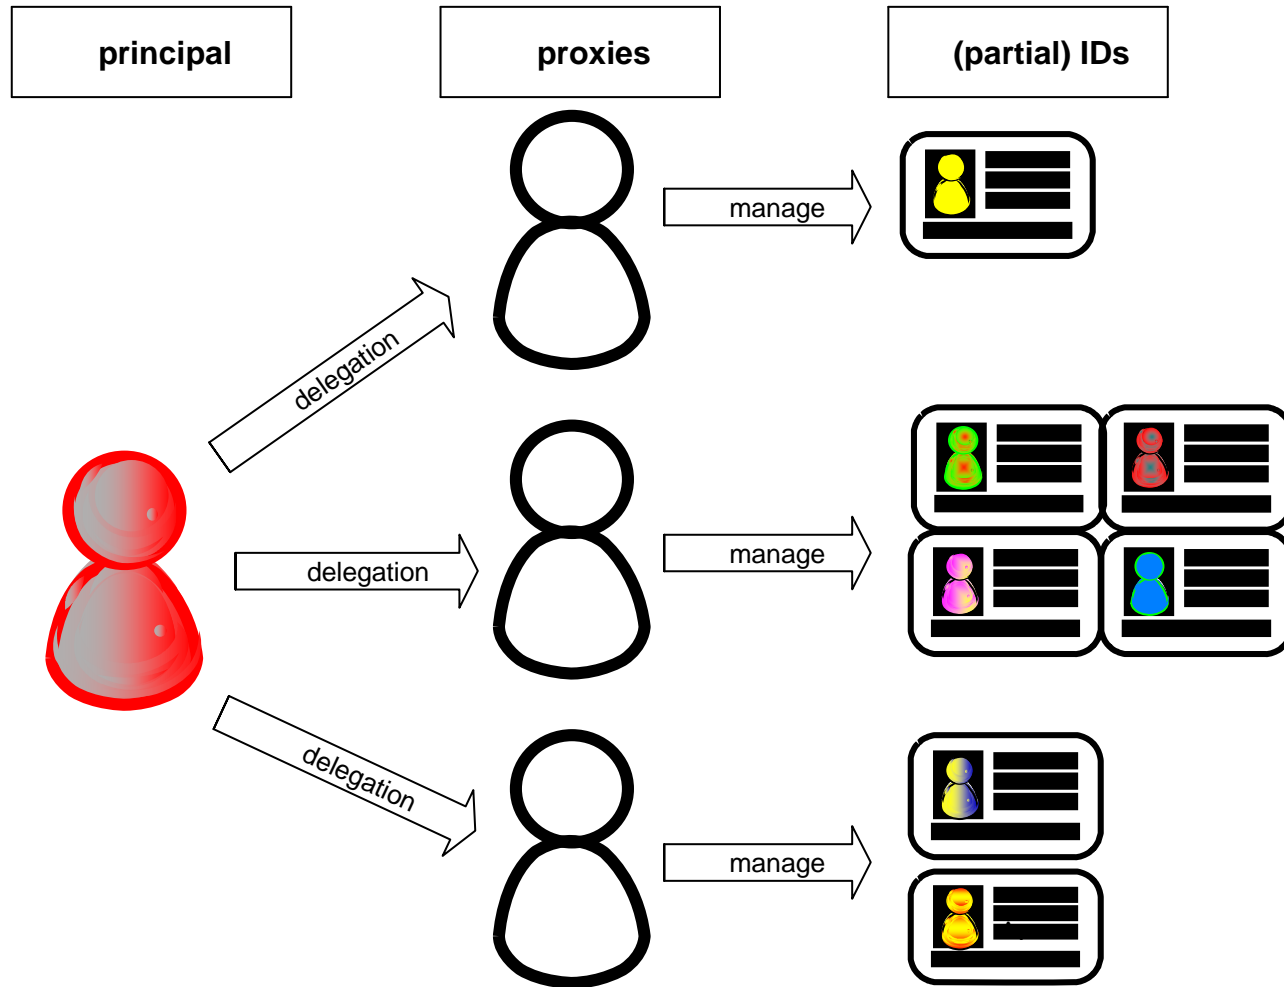 principal
proxies
(partial) IDs
manage
delegation
delegation
manage
delegation
manage